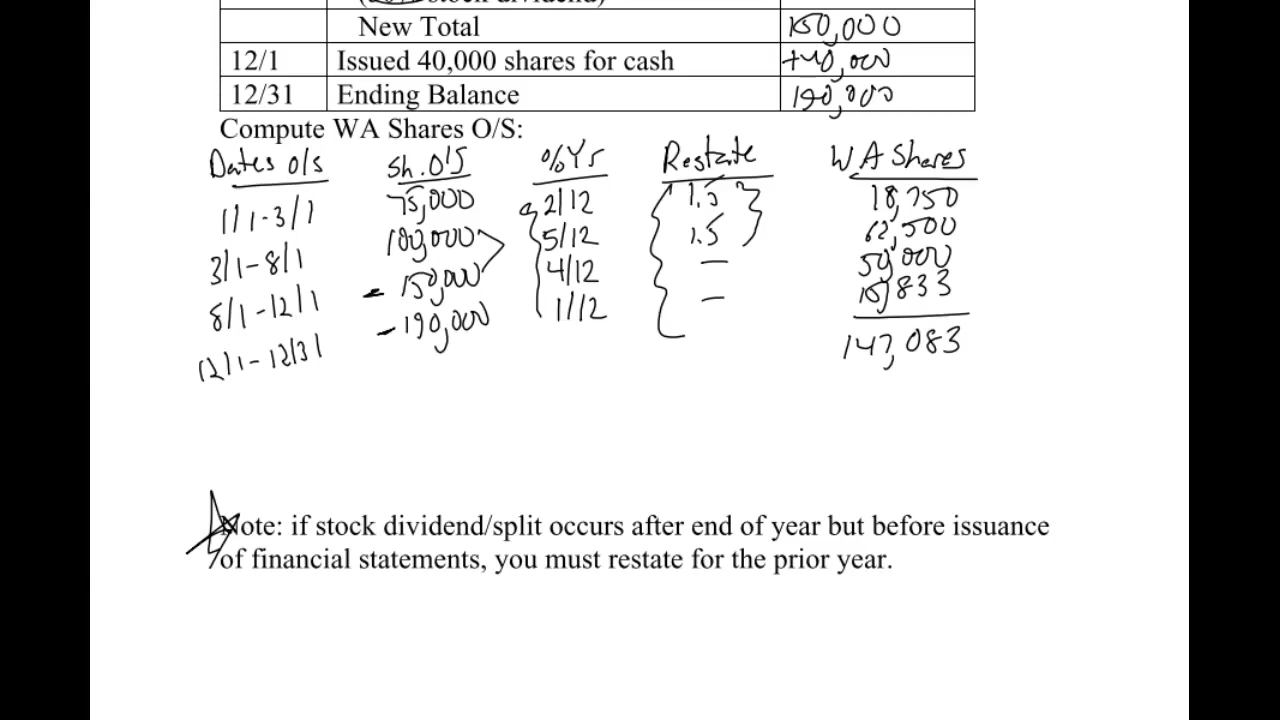 stock dividend)
New Total 150,000
12/1 Issued 40,000 shares for cash +40,000
12/31 Ending Balance 190,000
Compute WA Shares O/S:
Dates O/S Sh. O/S % Yr Restate WA Shares
1/1-3/1 75,000 2/12 1.5 18,750
3/1-8/1 100,000 5/12 1.5 62,500
8/1-12/1 150,000 4/12 — 50,000
12/1-12/31 190,000 1/12 — 15,833
147,083
Note: if stock dividend/split occurs after end of year but before issuance
of financial statements, you must restate for the prior year.